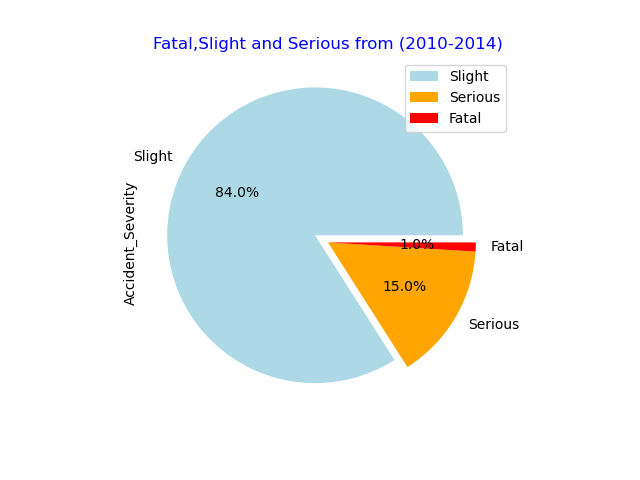 Fatal,Slight and Serious from (2010-2014)
Slight
Serious
Fatal
Slight
84.0%
Accident_Severity
1.0%
Fatal
15.0%
Serious